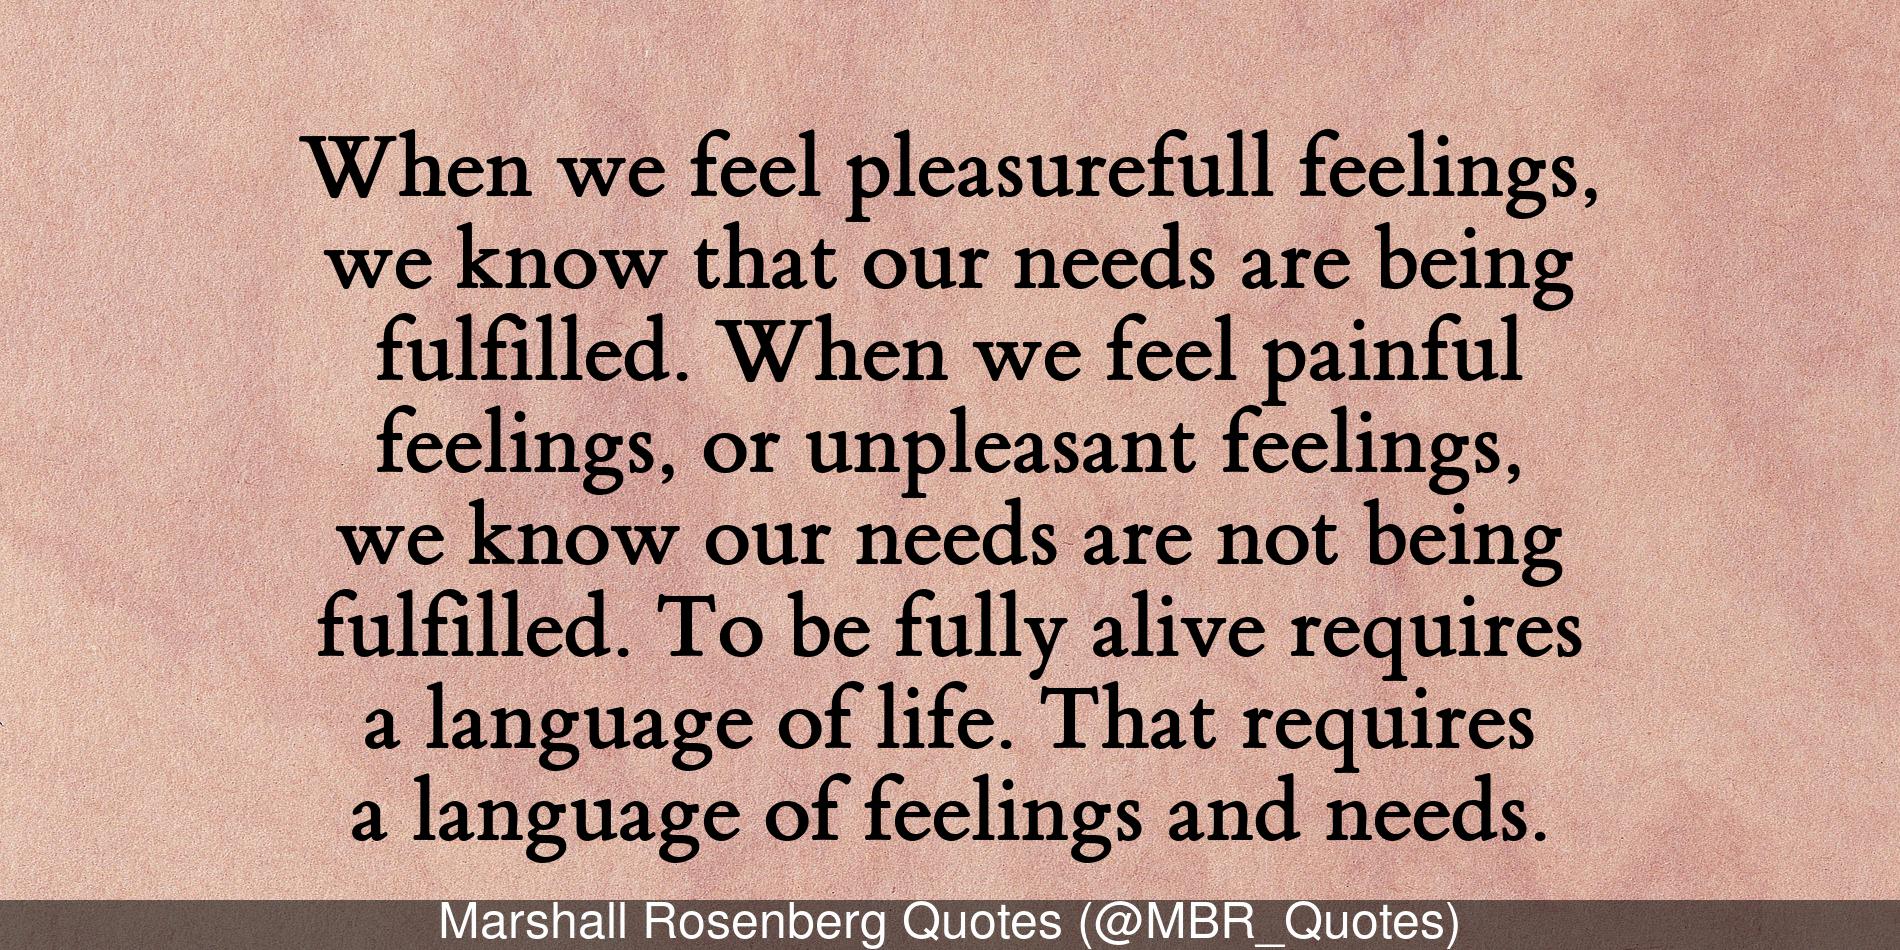 When we feel pleasurefull feelings,
we know that our needs are being
fulfilled. When we feel painful
feelings, or unpleasant feelings,
we know our needs are not being
fulfilled. To be fully alive requires
a language of life. That requires
a language of feelings and needs.
Marshall Rosenberg Quotes (@MBR_Quotes)